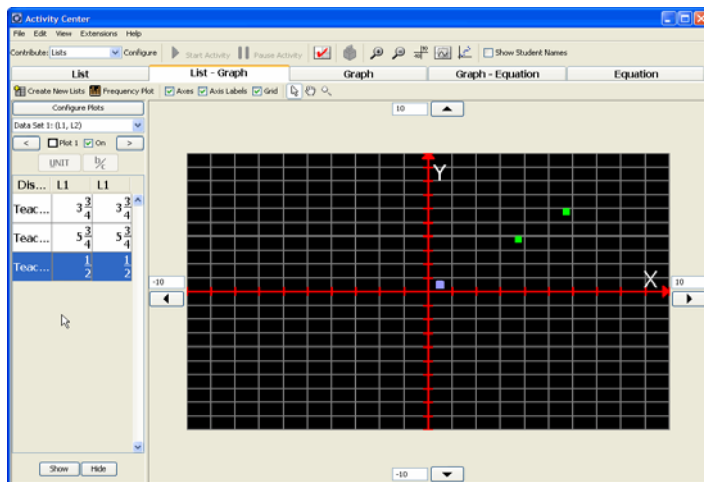 Activity Center
File Edit View Extensions Help
Contribute: Lists Configure Start Activity Pause Activity Show Student Names
List List - Graph Graph Graph - Equation Equation
Create New Lists Frequency Plot Axes Axis Labels Grid
Configure Plots
10
Data Set 1: (L1, L2)
< Plot 1 On >
UNIT b/c
Y
Dis... L1 L1
Teac... 3 3/4 3 3/4
Teac... 5 3/4 5 3/4
Teac... 1/2 1/2
-10 X 10
Show Hide
-10